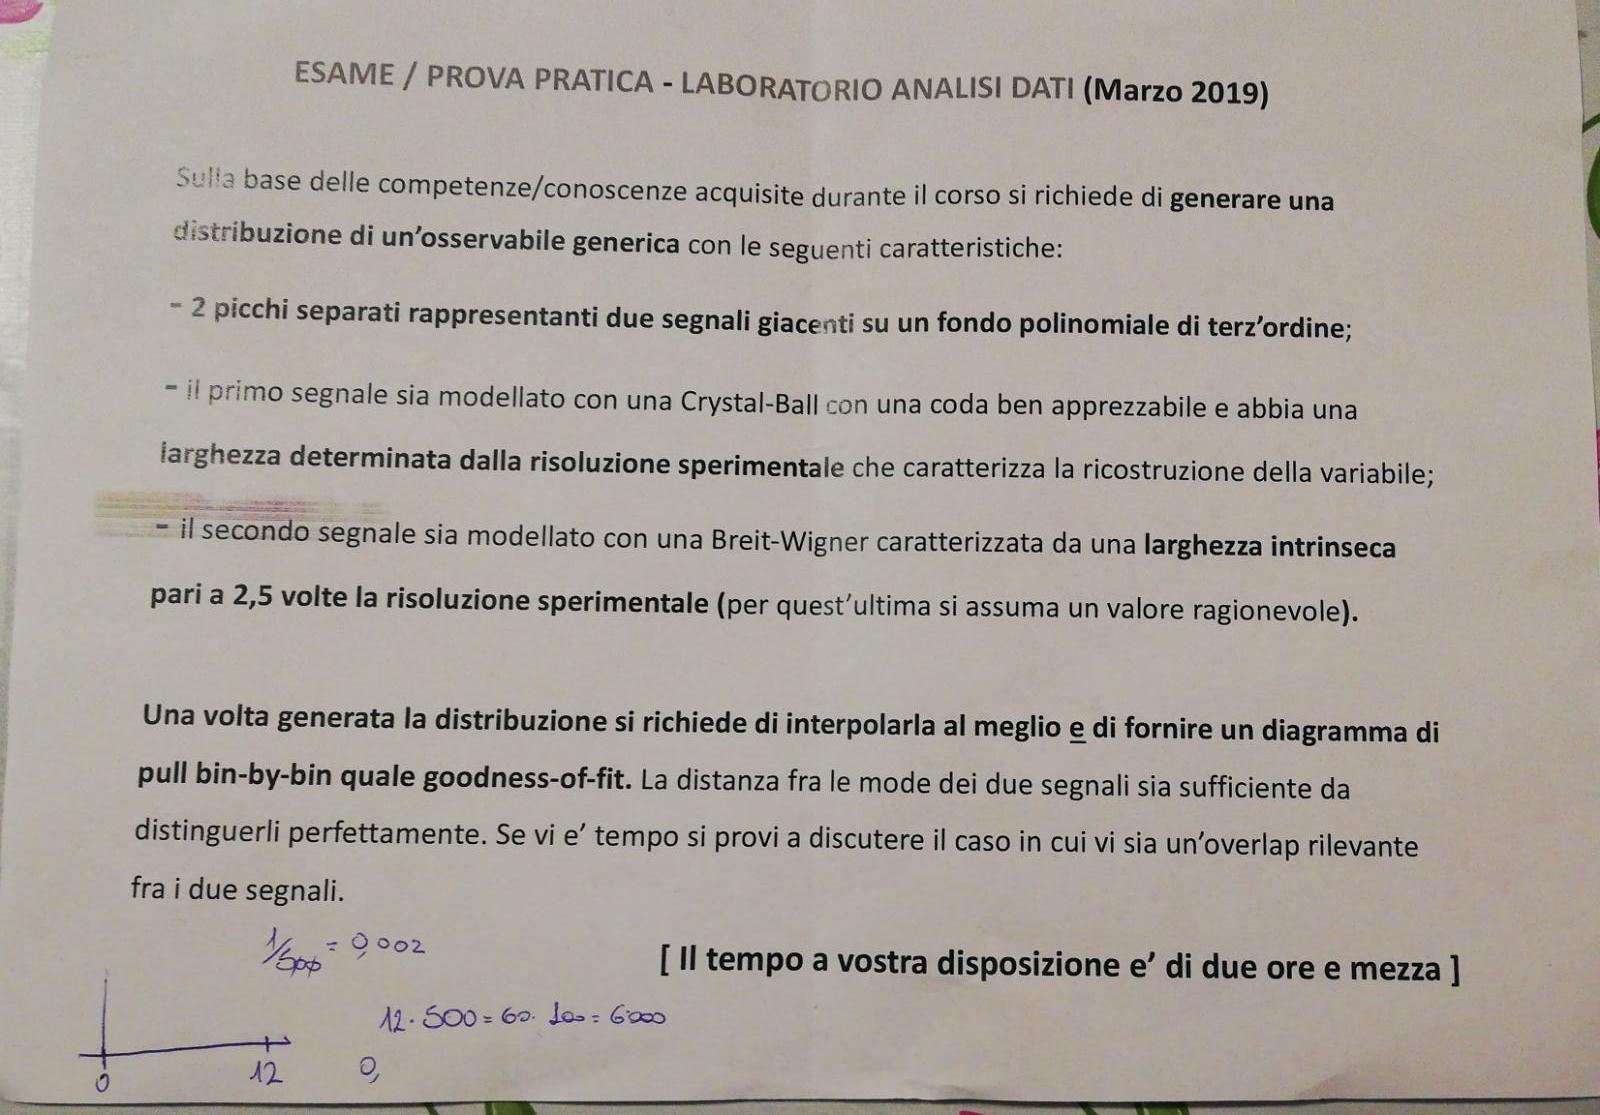 ESAME / PROVA PRATICA - LABORATORIO ANALISI DATI (Marzo 2019)
Sulla base delle competenze/conoscenze acquisite durante il corso si richiede di generare una
distribuzione di un'osservabile generica con le seguenti caratteristiche:
- 2 picchi separati rappresentanti due segnali giacenti su un fondo polinomiale di terz'ordine;
- il primo segnale sia modellato con una Crystal-Ball con una coda ben apprezzabile e abbia una
larghezza determinata dalla risoluzione sperimentale che caratterizza la ricostruzione della variabile;
- il secondo segnale sia modellato con una Breit-Wigner caratterizzata da una larghezza intrinseca
pari a 2,5 volte la risoluzione sperimentale (per quest'ultima si assuma un valore ragionevole).
Una volta generata la distribuzione si richiede di interpolarla al meglio e di fornire un diagramma di
pull bin-by-bin quale goodness-of-fit. La distanza fra le mode dei due segnali sia sufficiente da
distinguerli perfettamente. Se vi e' tempo si provi a discutere il caso in cui vi sia un'overlap rilevante
fra i due segnali.
1/500 = 0,002
[ Il tempo a vostra disposizione e' di due ore e mezza ]
12. 500 = 60. 100 = 6000
0 12 0,